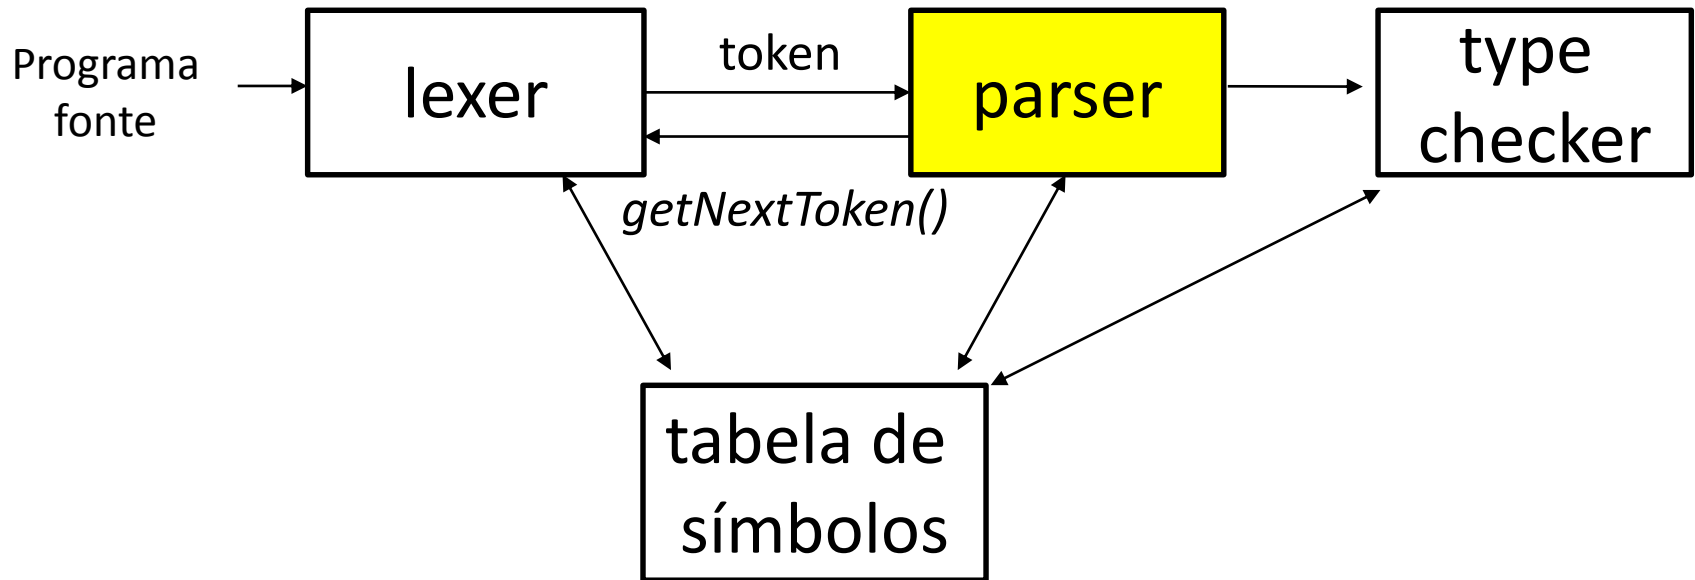 Programa
fonte
lexer
token
getNextToken()
parser
type
checker
tabela de
símbolos